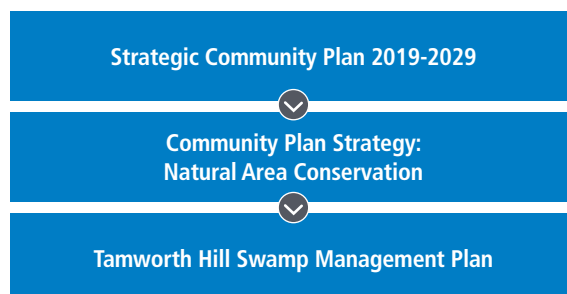 Strategic Community Plan 2019-2029
Community Plan Strategy:
Natural Area Conservation
Tamworth Hill Swamp Management Plan